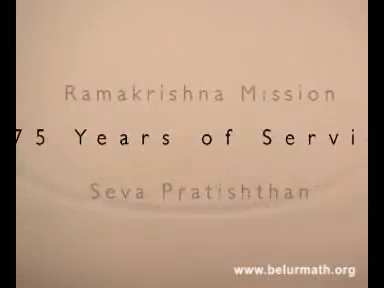 Ramakrishna Mission
75 Years of Servi
Seva Pratishthan
www.belurmath.org